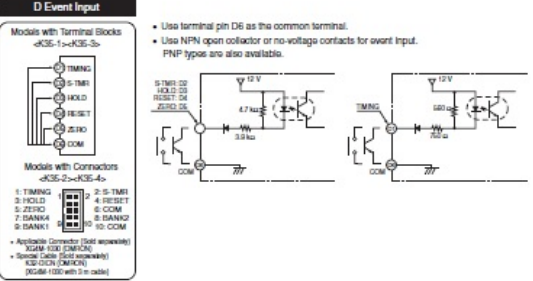 D Event Input
Models with Terminal Blocks
<K35-1><K35-3>
TIMING
S-TMR
HOLD
RESET
ZERO
COM
Models with Connectors
<K35-2><K35-4>
1: TIMING
3: HOLD
5: ZERO
7: BANK4
9: BANK1
1
2
9
10
2: S-TMR
4: RESET
6: COM
8: BANK2
10: COM
• Applicable Connector (Sold separately)
XG4M-1030 (OMRON)
• Special Cable (Sold separately)
K32-DICN (OMRON)
(XG4M-1030 with 3 m cable)
• Use terminal pin D6 as the common terminal.
• Use NPN open collector or no-voltage contacts for event input.
PNP types are also available.
S-TMR: D2
HOLD: D3
RESET: D4
ZERO: D5
12 V
4.7 kΩ
3.9 kΩ
COM
TIMING
12 V
750 Ω
COM